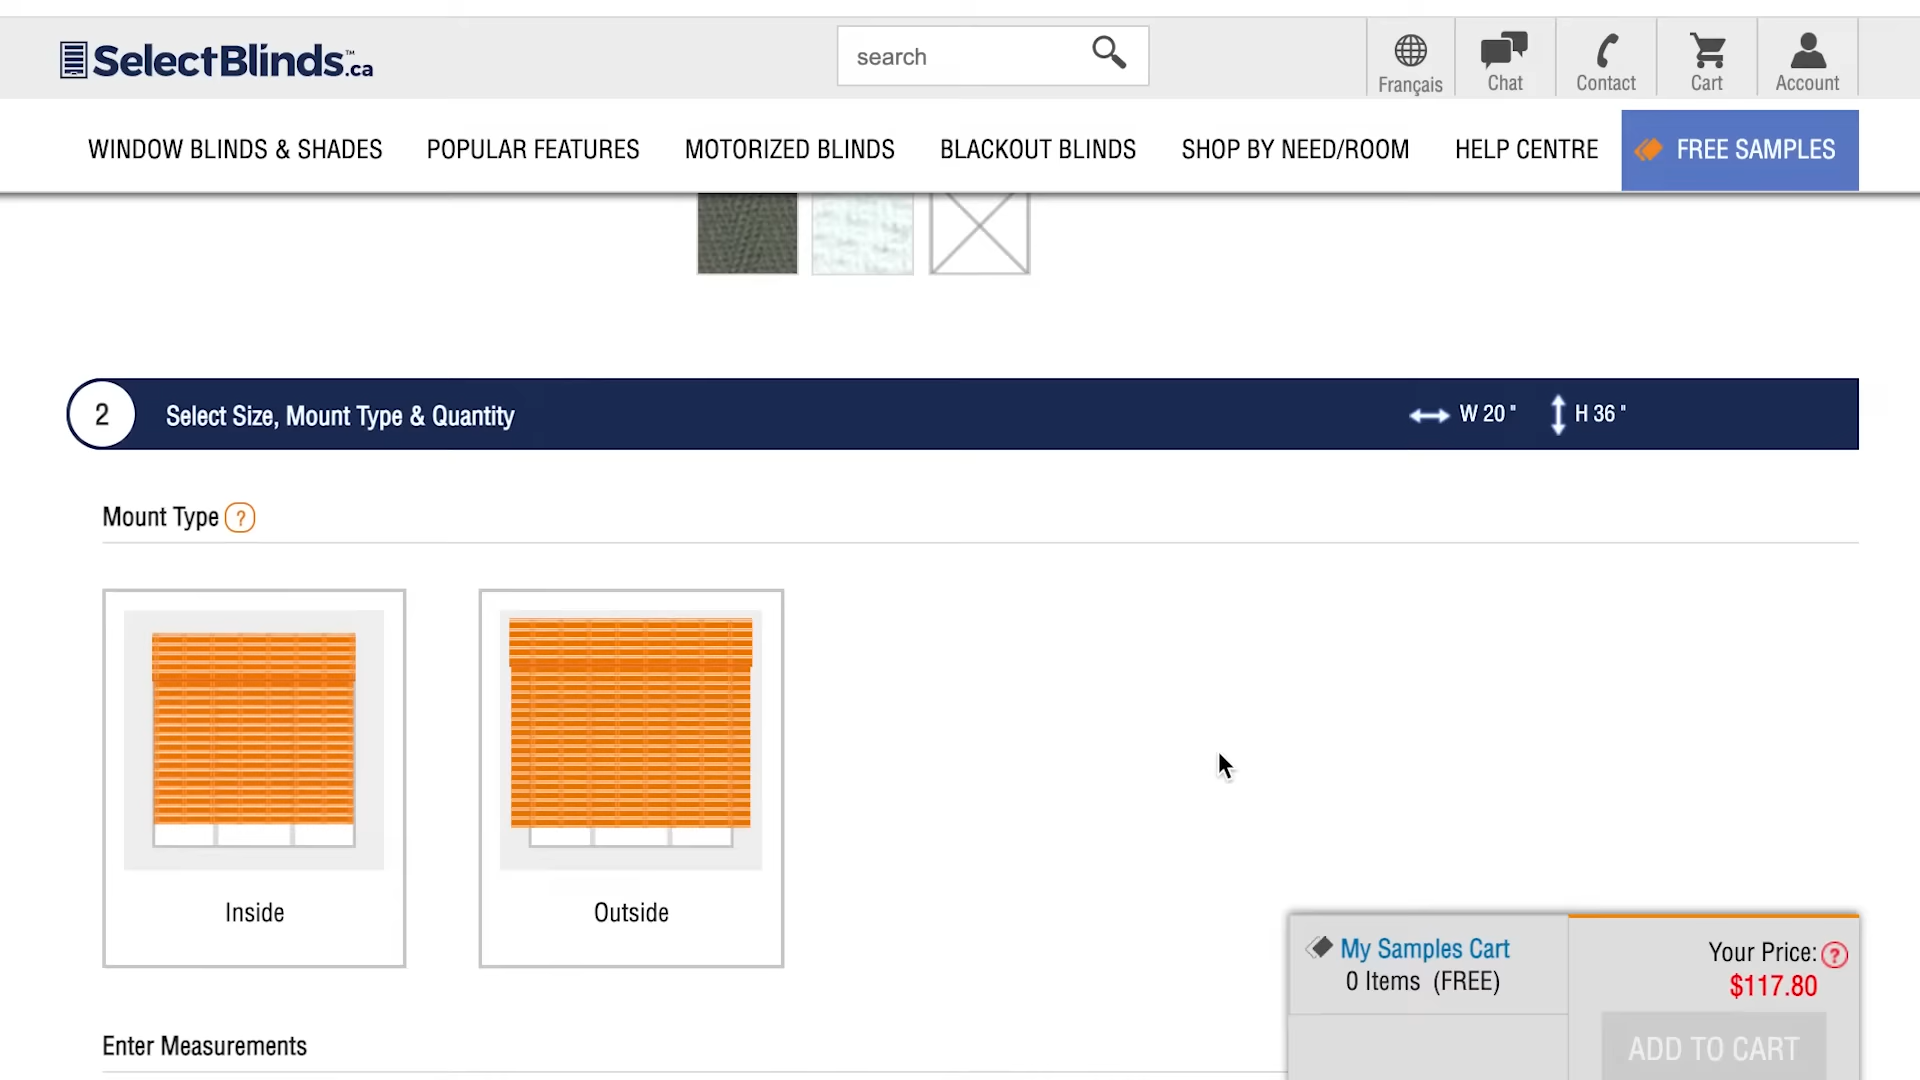 SelectBlinds™.ca
search
Français
Chat
Contact
Cart
Account
WINDOW BLINDS & SHADES
POPULAR FEATURES
MOTORIZED BLINDS
BLACKOUT BLINDS
SHOP BY NEED/ROOM
HELP CENTRE
FREE SAMPLES
2
Select Size, Mount Type & Quantity
W 20 "
H 36 "
Mount Type ?
Inside
Outside
My Samples Cart
0 Items (FREE)
Your Price: ?
$117.80
ADD TO CART
Enter Measurements